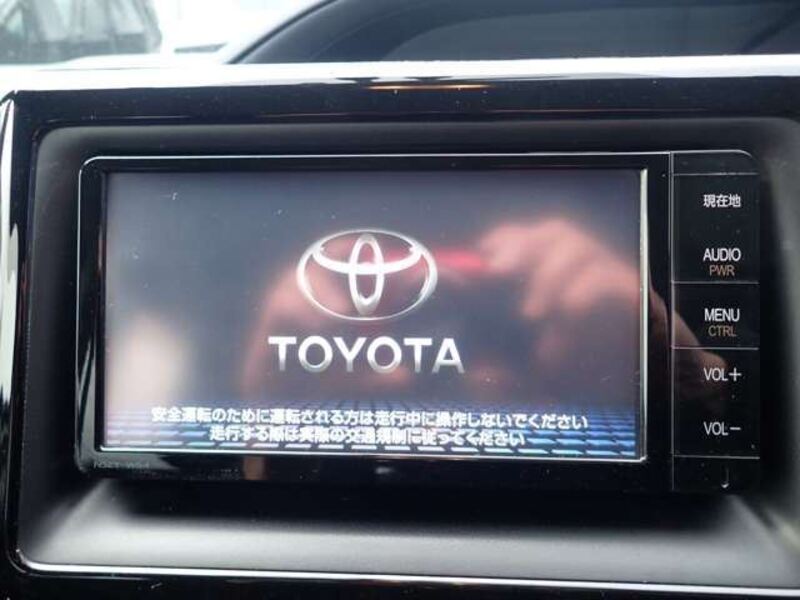 TOYOTA
安全運転のために運転される方は走行中に操作しないでください
走行する際は実際の交通規制に従ってください
現在地
AUDIO
PWR
MENU
CTRL
VOL+
VOL-